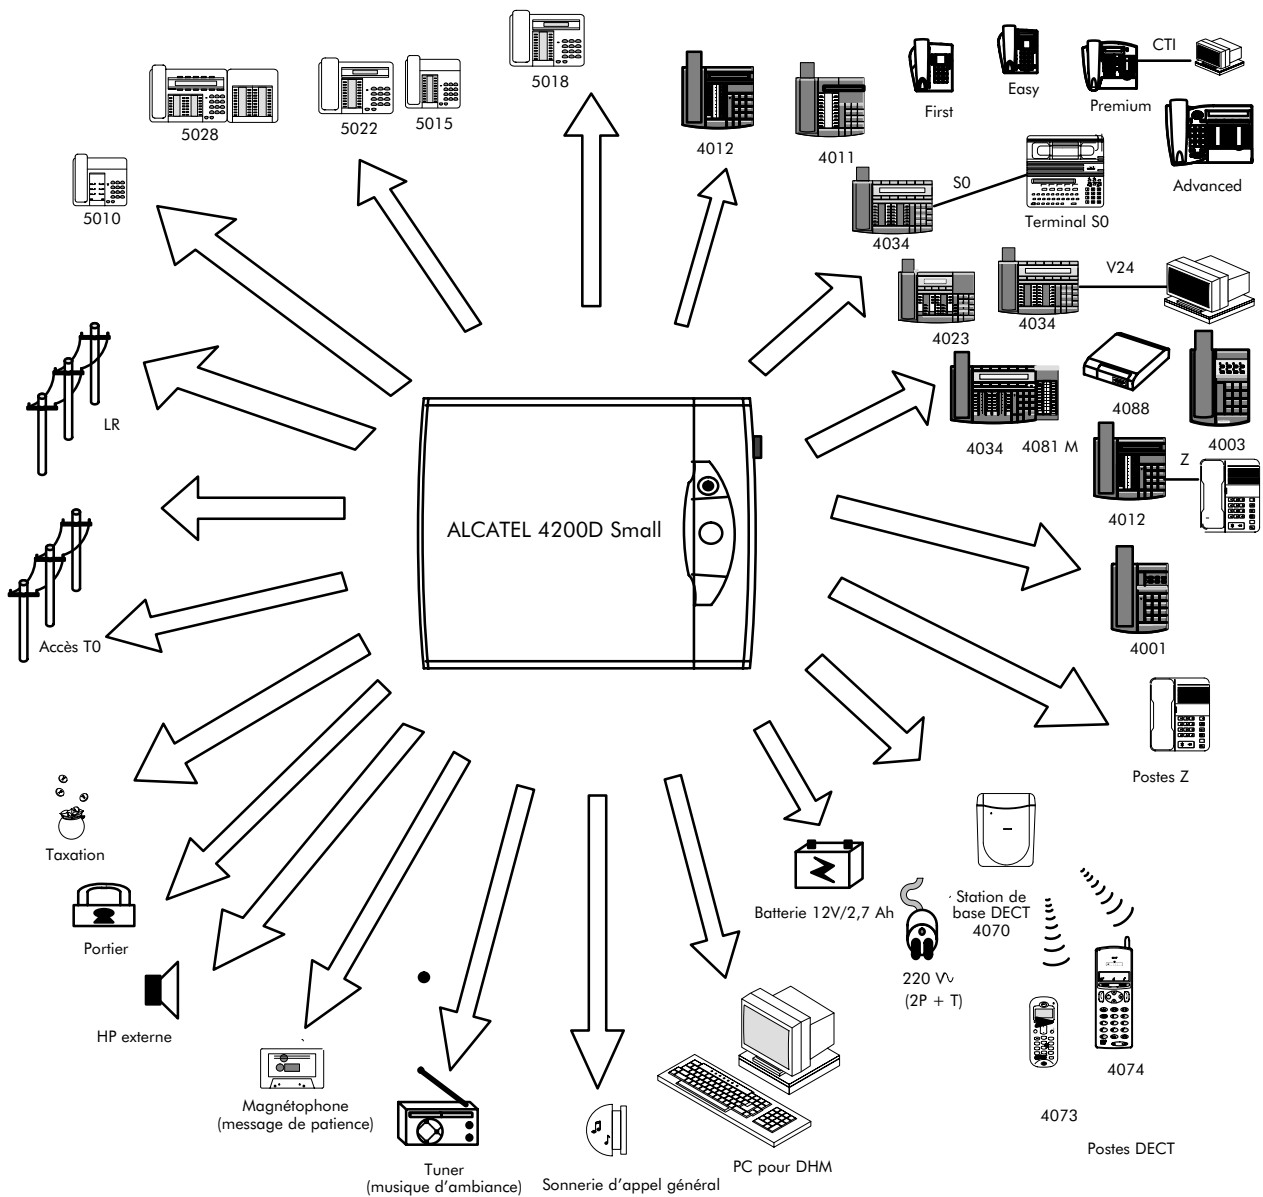 5018
CTI
First
Easy
Premium
5028
5022
5015
4012
4011
S0
Advanced
5010
Terminal S0
4034
V24
4023
4034
LR
4088
4034
4081 M
4003
Z
4012
ALCATEL 4200D Small
Accès T0
4001
Postes Z
Taxation
Station de
base DECT
4070
Batterie 12V/2,7 Ah
Portier
220 V
(2P + T)
HP externe
4074
Magnétophone
(message de patience)
4073
Postes DECT
Tuner
(musique d'ambiance)
Sonnerie d'appel général
PC pour DHM